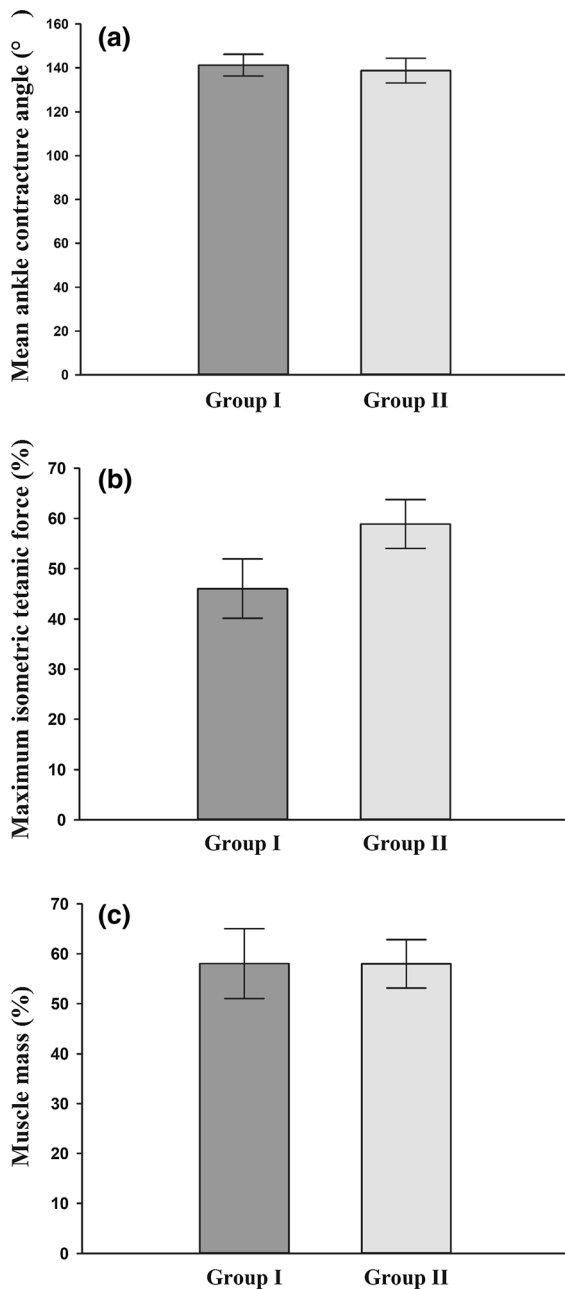 (a)
Mean ankle contracture angle (° )
160
140
120
100
80
60
40
20
0
Group I Group II
(b)
Maximum isometric tetanic force (%)
70
60
50
40
30
20
10
0
Group I Group II
(c)
Muscle mass (%)
70
60
50
40
30
20
10
0
Group I Group II